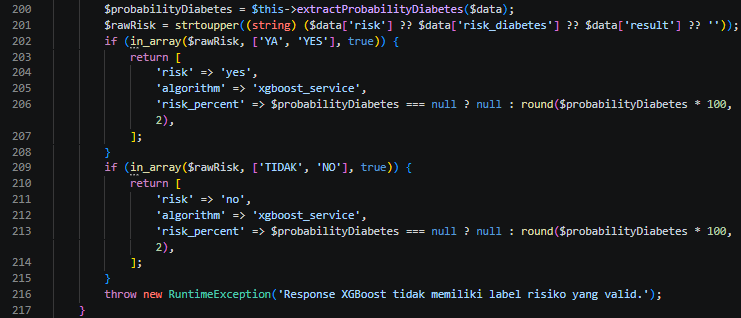 200 $probabilityDiabetes = $this->extractProbabilityDiabetes($data);
201 $rawRisk = strtoupper((string) ($data['risk'] ?? $data['risk_diabetes'] ?? $data['result'] ?? ''));
202 if (in_array($rawRisk, ['YA', 'YES'], true)) {
203 return [
204 'risk' => 'yes',
205 'algorithm' => 'xgboost_service',
206 'risk_percent' => $probabilityDiabetes === null ? null : round($probabilityDiabetes * 100,
2),
207 ];
208 }
209 if (in_array($rawRisk, ['TIDAK', 'NO'], true)) {
210 return [
211 'risk' => 'no',
212 'algorithm' => 'xgboost_service',
213 'risk_percent' => $probabilityDiabetes === null ? null : round($probabilityDiabetes * 100,
2),
214 ];
215 }
216 throw new RuntimeException('Response XGBoost tidak memiliki label risiko yang valid.');
217 }